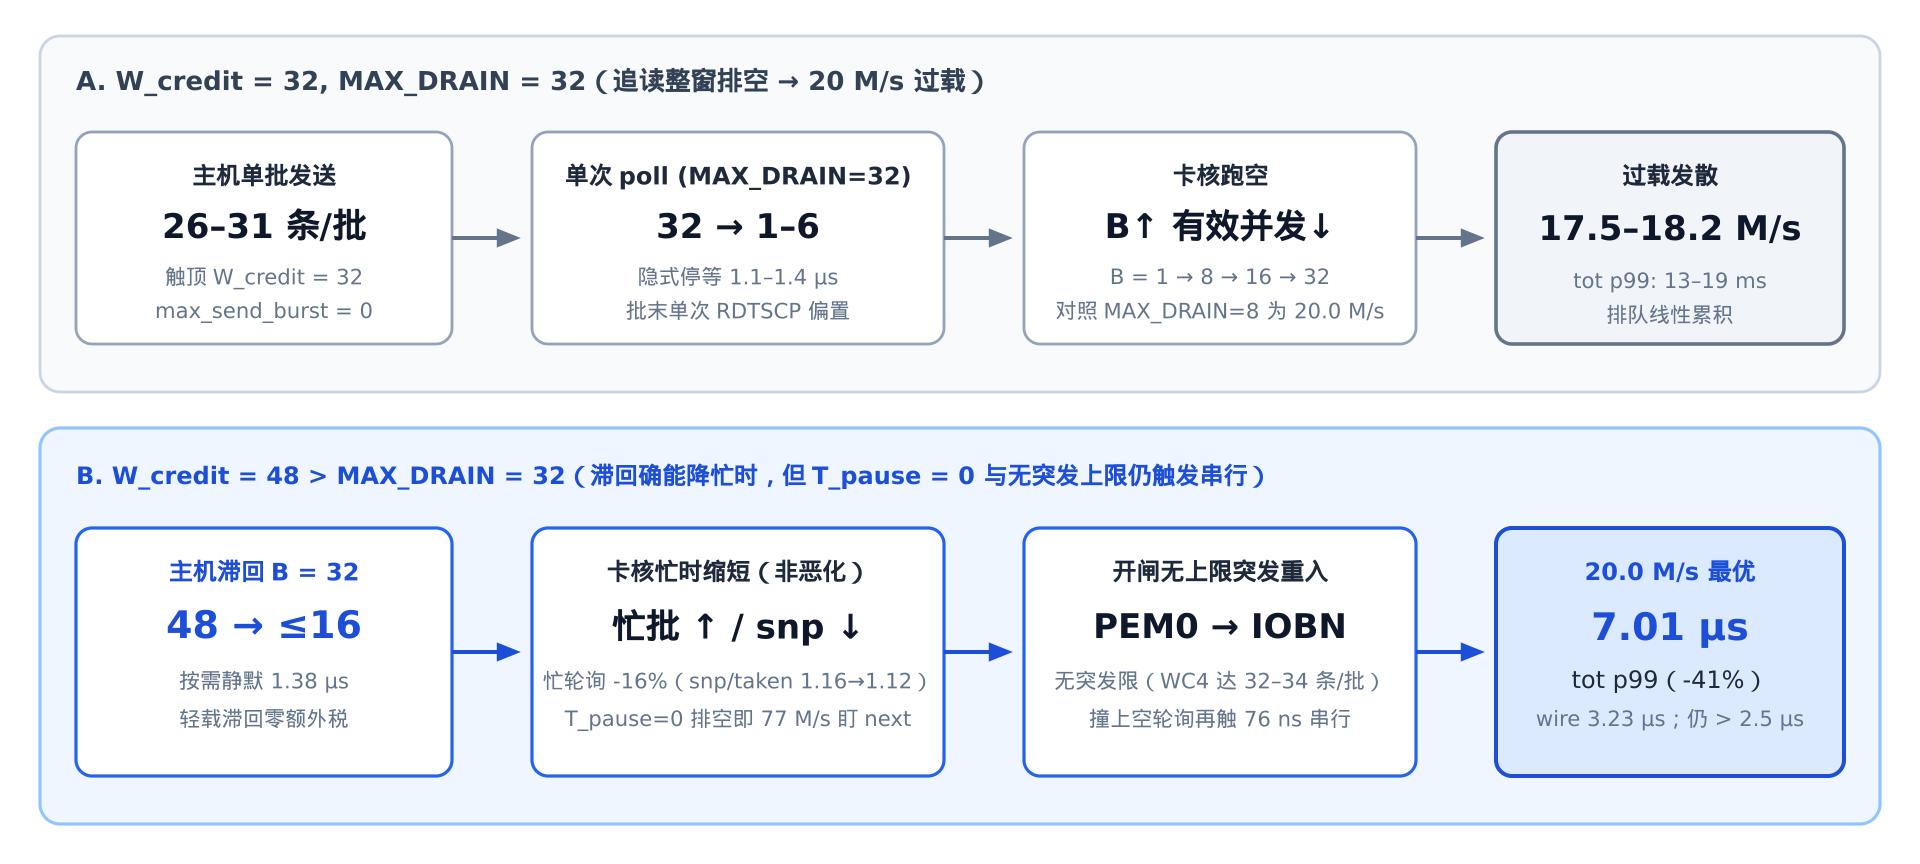 A. W_credit = 32, MAX_DRAIN = 32（追读整窗排空 → 20 M/s 过载）
主机单批发送
26–31 条/批
触顶 W_credit = 32
max_send_burst = 0
单次 poll (MAX_DRAIN=32)
32 → 1–6
隐式停等 1.1–1.4 µs
批末单次 RDTSCP 偏置
卡核跑空
B↑ 有效并发↓
B = 1 → 8 → 16 → 32
对照 MAX_DRAIN=8 为 20.0 M/s
过载发散
17.5–18.2 M/s
tot p99: 13–19 ms
排队线性累积
B. W_credit = 48 > MAX_DRAIN = 32（滞回确能降忙时，但 T_pause = 0 与无突发上限仍触发串行）
主机滞回 B = 32
48 → ≤16
按需静默 1.38 µs
轻载滞回零额外税
卡核忙时缩短（非恶化）
忙批 ↑ / snp ↓
忙轮询 -16%（snp/taken 1.16→1.12）
T_pause=0 排空即 77 M/s 盯 next
开闸无上限突发重入
PEM0 → IOBN
无突发限（WC4 达 32–34 条/批）
撞上空轮询再触 76 ns 串行
20.0 M/s 最优
7.01 µs
tot p99（-41%）
wire 3.23 µs；仍 > 2.5 µs